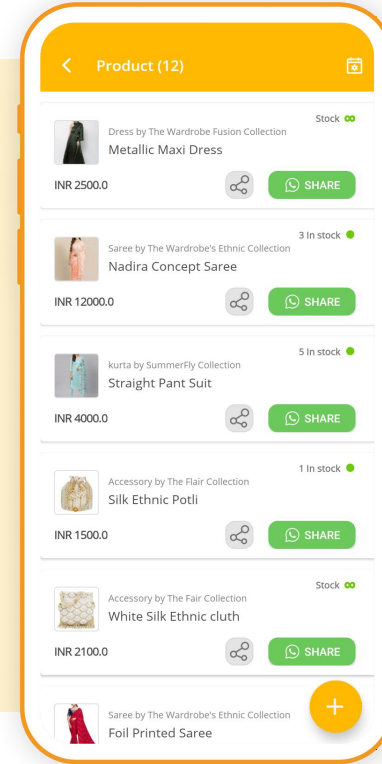 Product (12)
Stock ∞
Dress by The Wardrobe Fusion Collection
Metallic Maxi Dress
INR 2500.0
SHARE
3 In stock
Saree by The Wardrobe's Ethnic Collection
Nadira Concept Saree
INR 12000.0
SHARE
5 In stock
kurta by SummerFly Collection
Straight Pant Suit
INR 4000.0
SHARE
1 In stock
Accessory by The Flair Collection
Silk Ethnic Potli
INR 1500.0
SHARE
Stock ∞
Accessory by The Fair Collection
White Silk Ethnic cluth
INR 2100.0
SHARE
Saree by The Wardrobe's Ethnic Collection
Foil Printed Saree